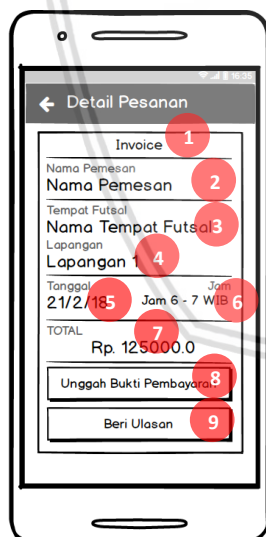 16:35
Detail Pesanan
1
Invoice
Nama Pemesan
Nama Pemesan
2
Tempat Futsal
Nama Tempat Futsal
3
Lapangan
Lapangan 1
4
Tanggal
Jam
21/2/18
5
Jam 6 - 7 WIB
6
TOTAL
7
Rp. 125000.0
Unggah Bukti Pembayaran
8
Beri Ulasan
9